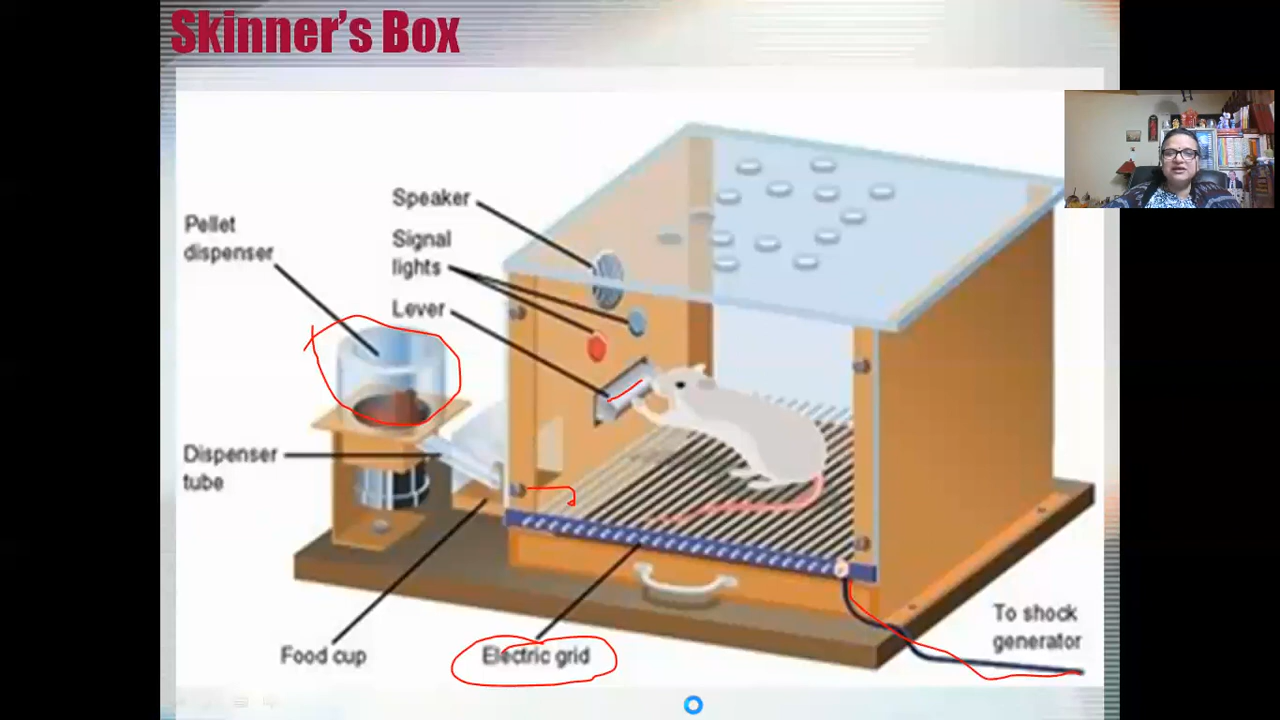 Skinner's Box
Speaker
Pellet
dispenser
Signal
lights
Lever
Dispenser
tube
To shock
generator
Food cup
Electric grid